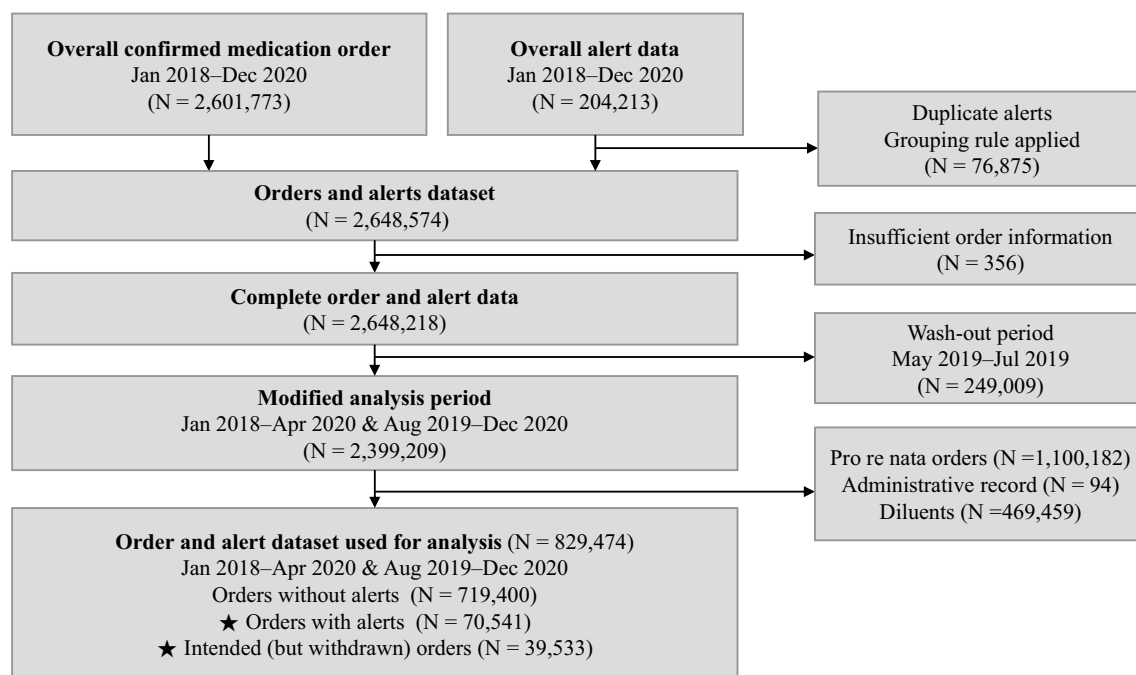 Overall confirmed medication order
Jan 2018–Dec 2020
(N = 2,601,773)
Overall alert data
Jan 2018–Dec 2020
(N = 204,213)
Duplicate alerts
Grouping rule applied
(N = 76,875)
Orders and alerts dataset
(N = 2,648,574)
Insufficient order information
(N = 356)
Complete order and alert data
(N = 2,648,218)
Wash-out period
May 2019–Jul 2019
(N = 249,009)
Modified analysis period
Jan 2018–Apr 2020 & Aug 2019–Dec 2020
(N = 2,399,209)
Pro re nata orders (N =1,100,182)
Administrative record (N = 94)
Diluents (N =469,459)
Order and alert dataset used for analysis (N = 829,474)
Jan 2018–Apr 2020 & Aug 2019–Dec 2020
Orders without alerts (N = 719,400)
★ Orders with alerts (N = 70,541)
★ Intended (but withdrawn) orders (N = 39,533)